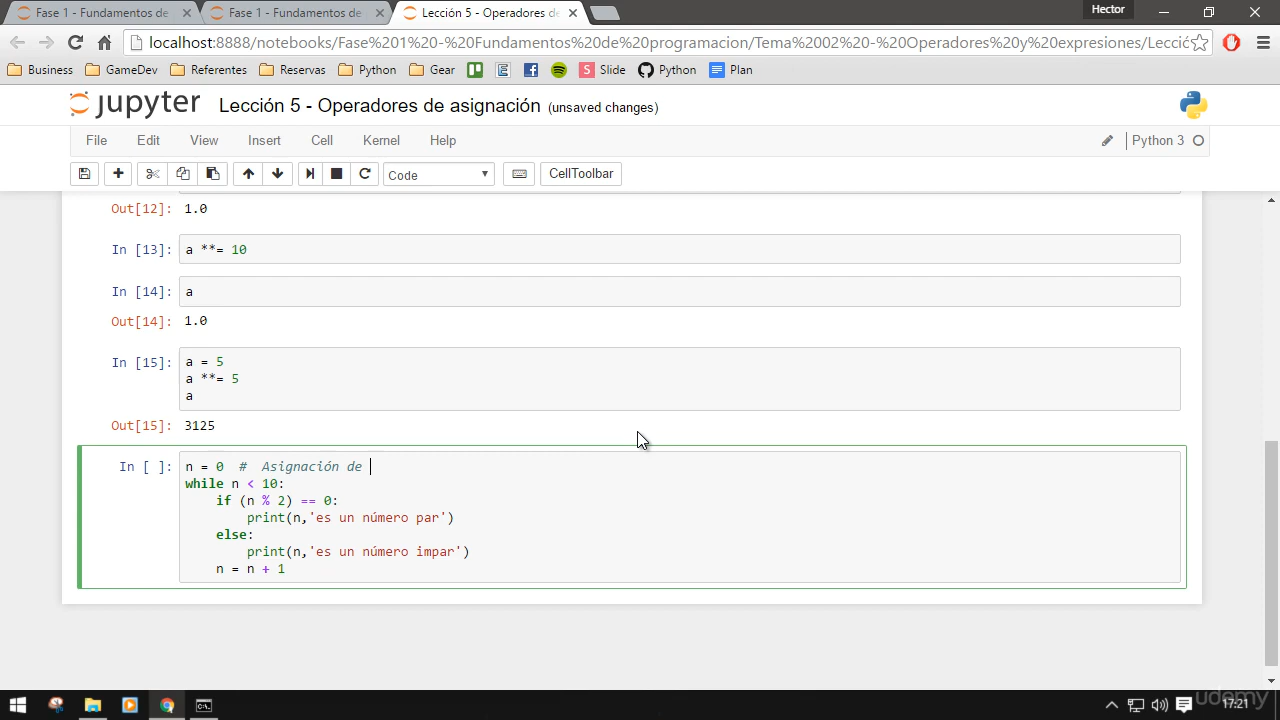 Fase 1 - Fundamentos de
Fase 1 - Fundamentos de
Lección 5 - Operadores de
Hector
localhost:8888/notebooks/Fase%201%20-%20Fundamentos%20de%20programacion/Tema%2002%20-%20Operadores%20y%20expresiones/Lecció
Business GameDev Referentes Reservas Python Gear Slide Python Plan
jupyter Lección 5 - Operadores de asignación (unsaved changes)
File Edit View Insert Cell Kernel Help Python 3
Code CellToolbar
Out[12]: 1.0
In [13]: a **= 10
In [14]: a
Out[14]: 1.0
In [15]: a = 5
a **= 5
a
Out[15]: 3125
In [ ]: n = 0  #  Asignación de
while n < 10:
    if (n % 2) == 0:
        print(n,'es un número par')
    else:
        print(n,'es un número impar')
    n = n + 1
udemy
17:21